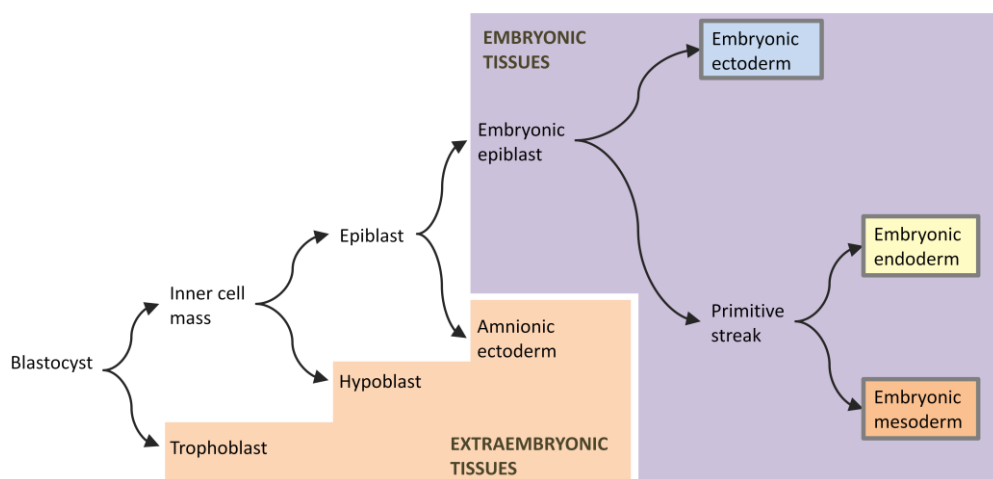 EMBRYONIC
TISSUES
Embryonic
ectoderm
Embryonic
epiblast
Epiblast
Embryonic
endoderm
Inner cell
mass
Primitive
streak
Amnionic
ectoderm
Blastocyst
Hypoblast
Embryonic
mesoderm
Trophoblast
EXTRAEMBRYONIC
TISSUES